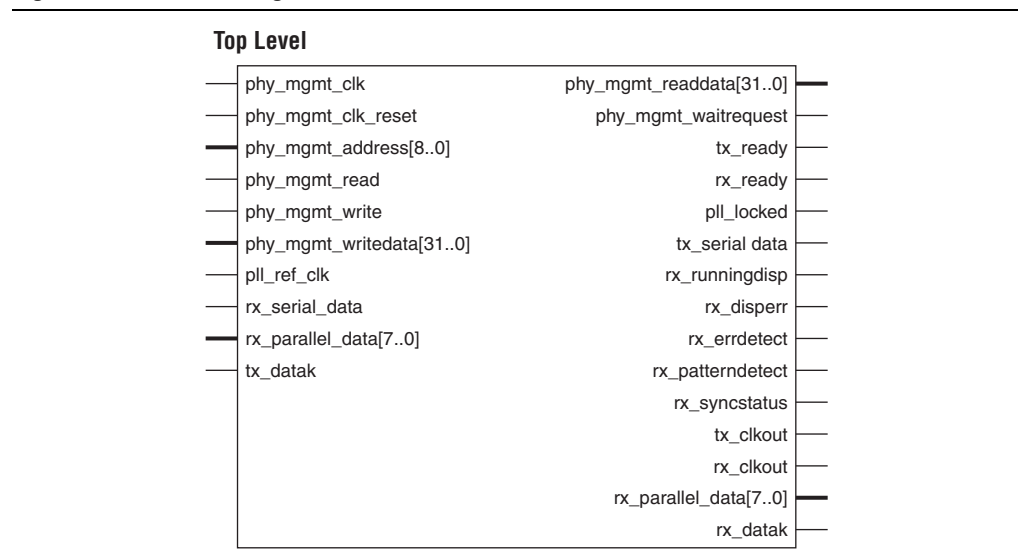 Top Level
phy_mgmt_clk
phy_mgmt_clk_reset
phy_mgmt_address[8..0]
phy_mgmt_read
phy_mgmt_write
phy_mgmt_writedata[31..0]
pll_ref_clk
rx_serial_data
rx_parallel_data[7..0]
tx_datak
phy_mgmt_readdata[31..0]
phy_mgmt_waitrequest
tx_ready
rx_ready
pll_locked
tx_serial data
rx_runningdisp
rx_disperr
rx_errdetect
rx_patterndetect
rx_syncstatus
tx_clkout
rx_clkout
rx_parallel_data[7..0]
rx_datak